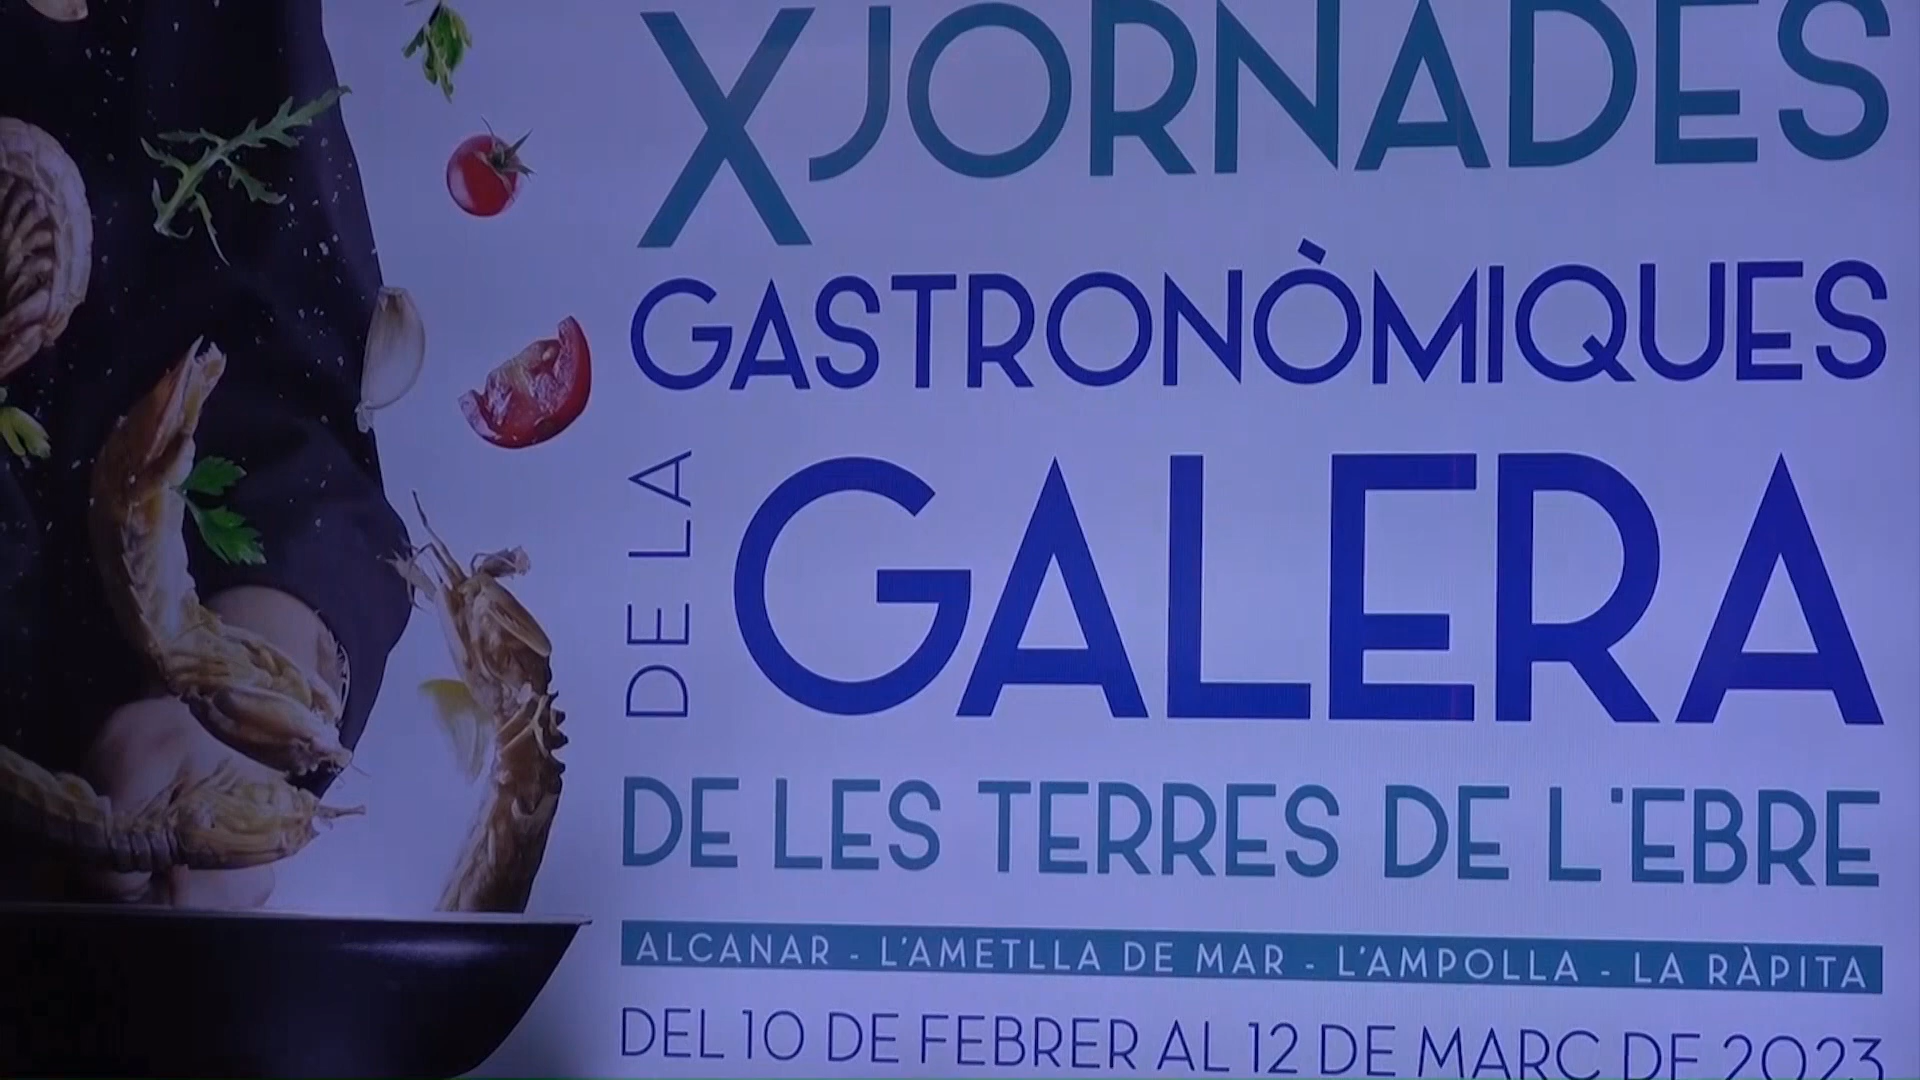 X JORNADES
GASTRONÒMIQUES
DE LA
GALERA
DE LES TERRES DE L'EBRE
ALCANAR - L'AMETLLA DE MAR - L'AMPOLLA - LA RÀPITA
DEL 10 DE FEBRER AL 12 DE MARÇ DE 2023